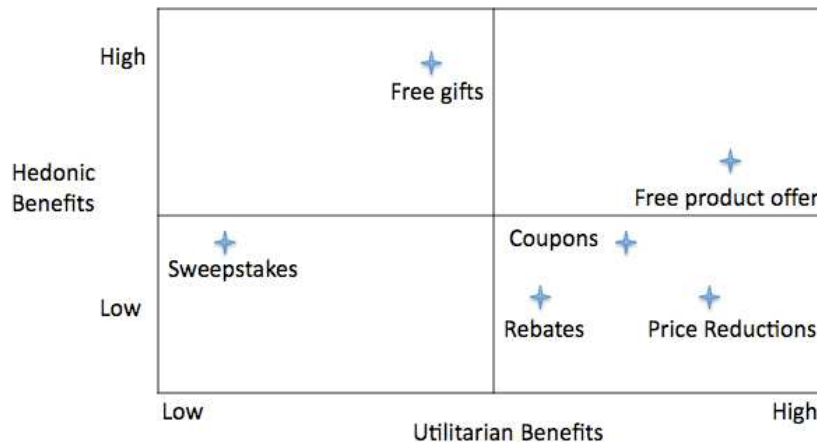 High
Free gifts
Hedonic
Benefits
Free product offer
Coupons
Sweepstakes
Low
Rebates
Price Reductions
Low
High
Utilitarian Benefits